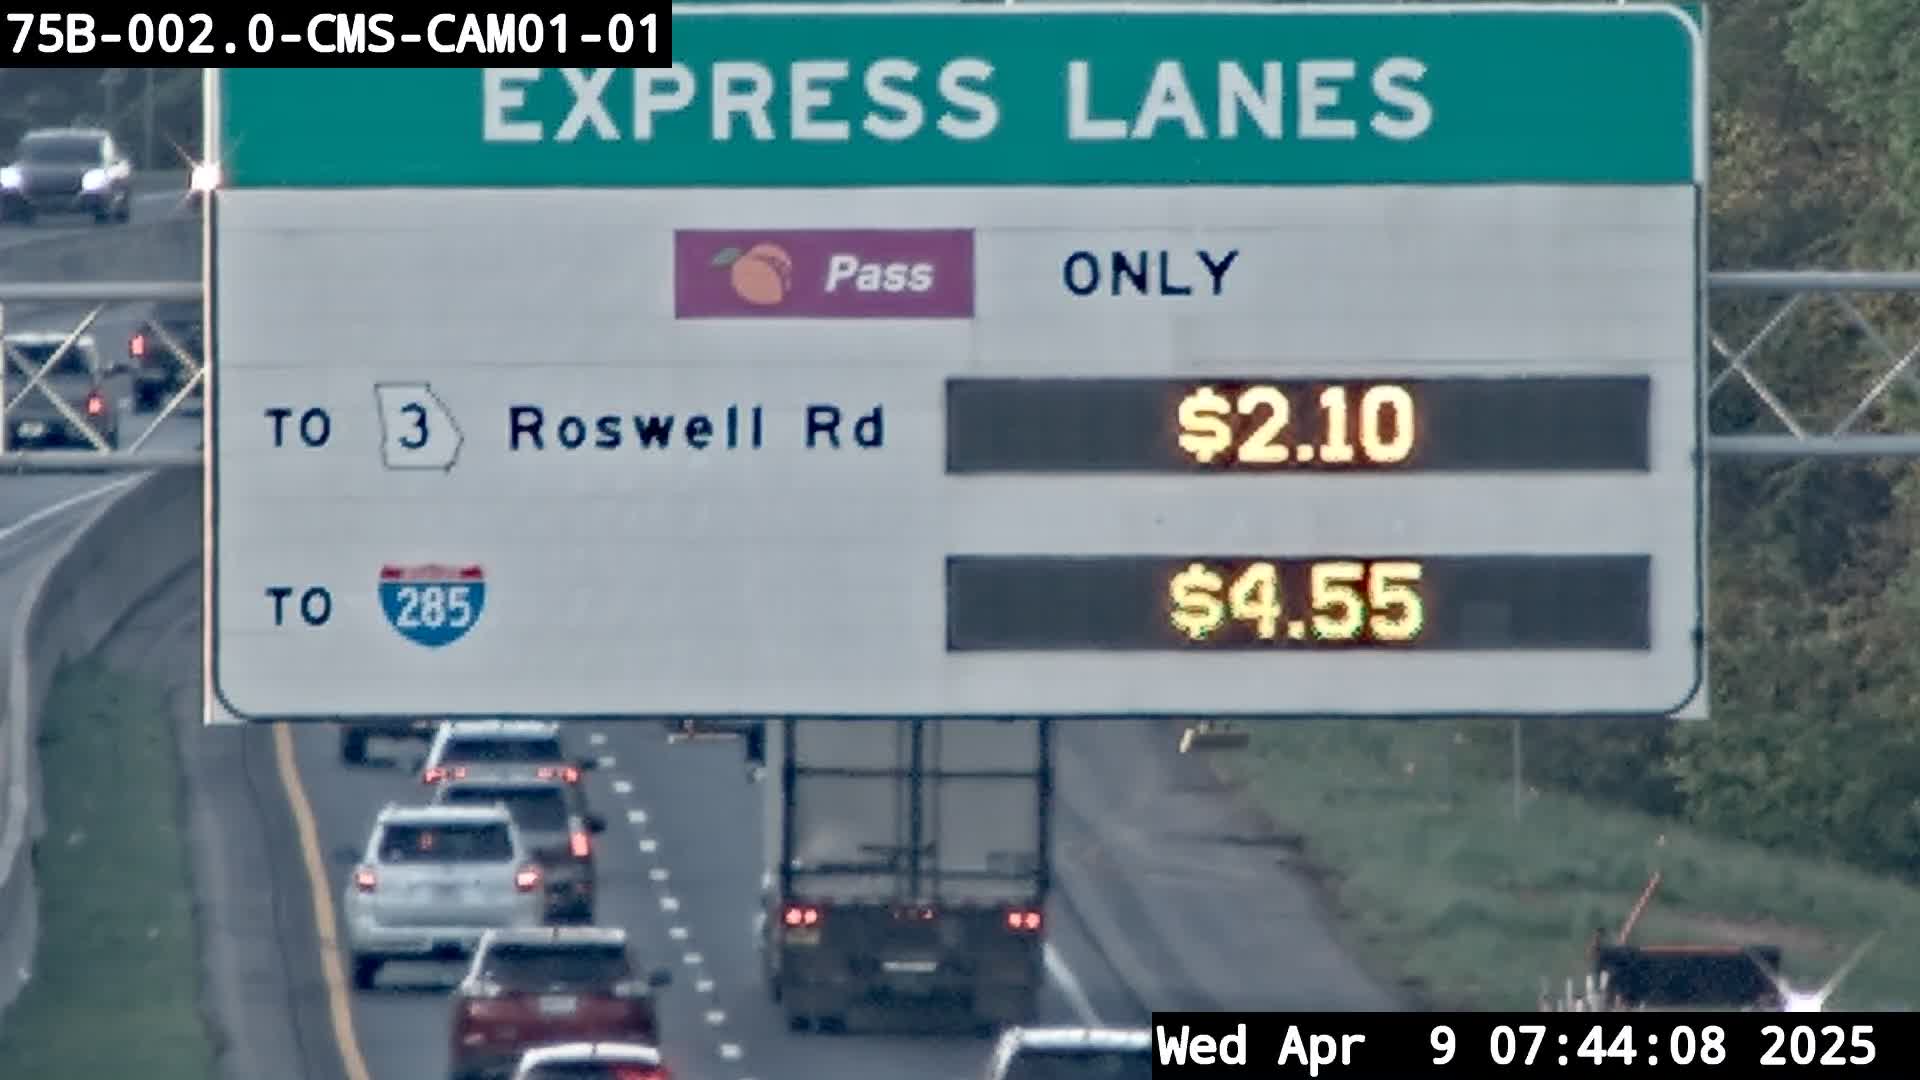 75B-002.0-CMS-CAM01-01
EXPRESS LANES
Pass ONLY
TO 3 Roswell Rd $2.10
TO 285 $4.55
Wed Apr 9 07:44:08 2025